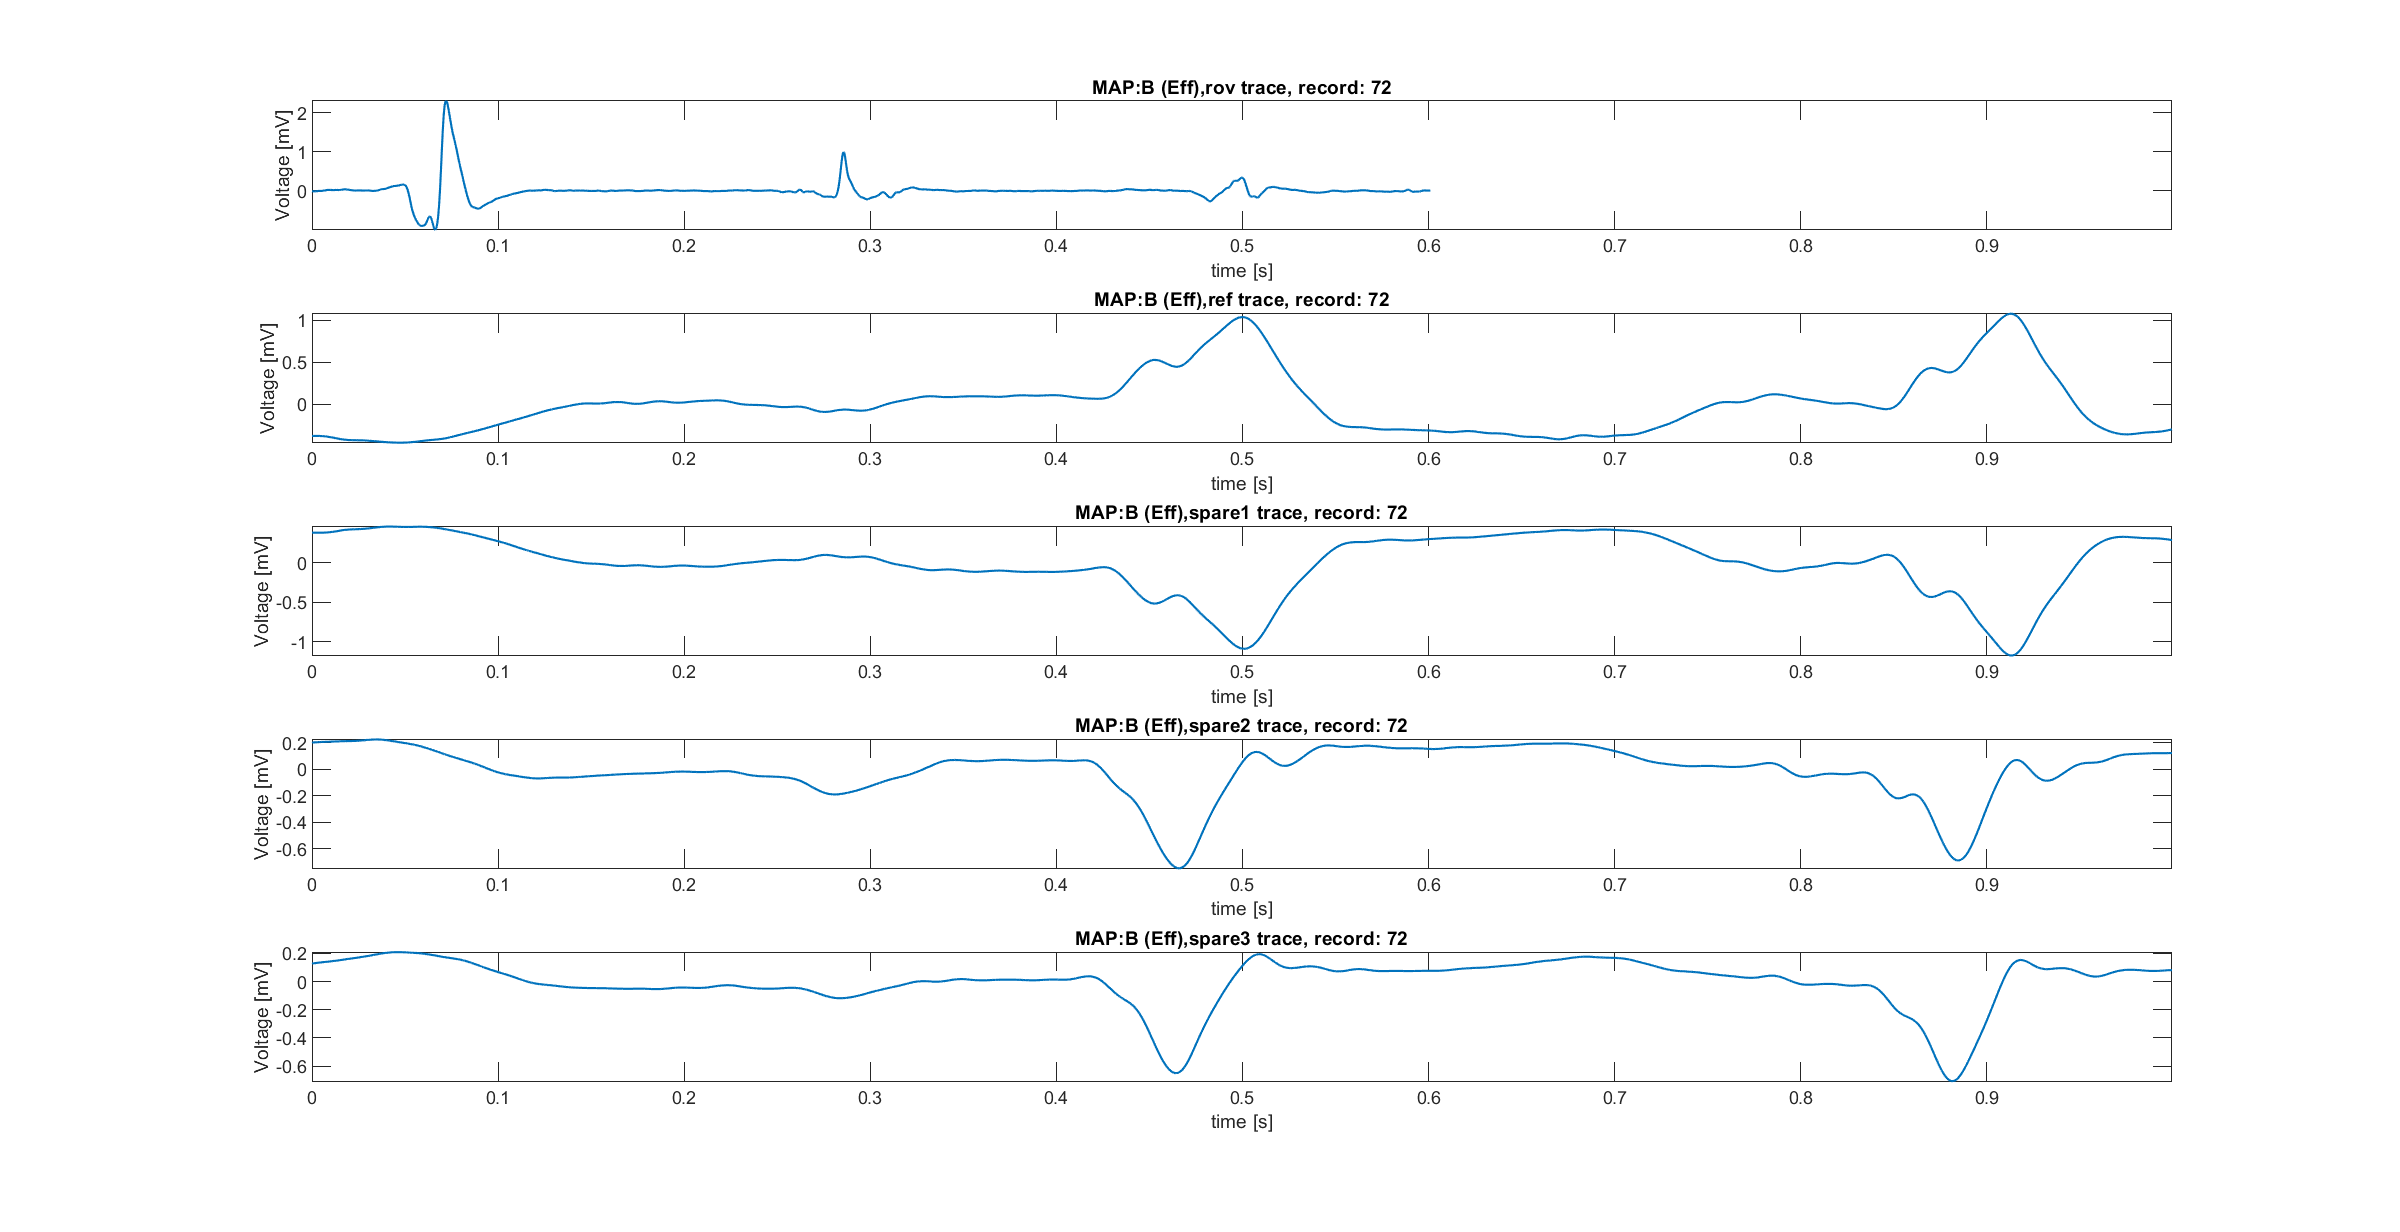 MAP:B (Eff),rov trace, record: 72
Voltage [mV]
2
1
0
0 0.1 0.2 0.3 0.4 0.5 0.6 0.7 0.8 0.9
time [s]
MAP:B (Eff),ref trace, record: 72
Voltage [mV]
1
0.5
0
0 0.1 0.2 0.3 0.4 0.5 0.6 0.7 0.8 0.9
time [s]
MAP:B (Eff),spare1 trace, record: 72
Voltage [mV]
0
-0.5
-1
0 0.1 0.2 0.3 0.4 0.5 0.6 0.7 0.8 0.9
time [s]
MAP:B (Eff),spare2 trace, record: 72
Voltage [mV]
0.2
0
-0.2
-0.4
-0.6
0 0.1 0.2 0.3 0.4 0.5 0.6 0.7 0.8 0.9
time [s]
MAP:B (Eff),spare3 trace, record: 72
Voltage [mV]
0.2
0
-0.2
-0.4
-0.6
0 0.1 0.2 0.3 0.4 0.5 0.6 0.7 0.8 0.9
time [s]